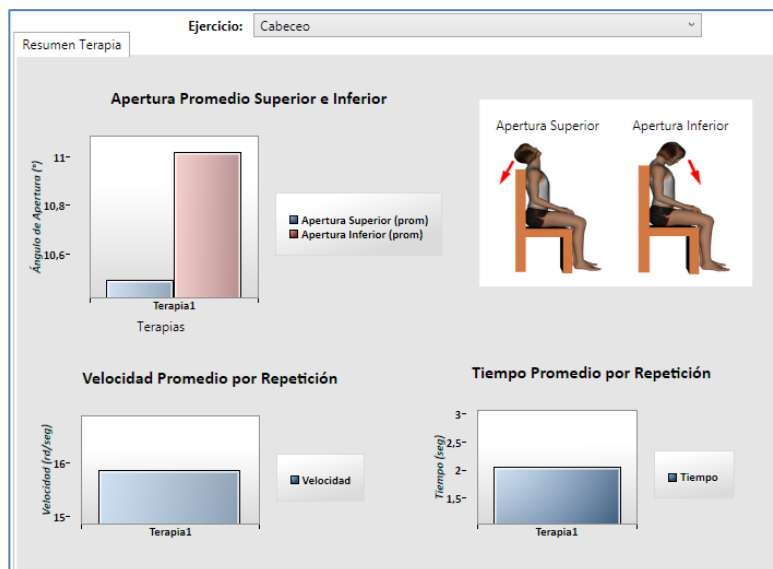 Ejercicio: Cabeceo
Resumen Terapia
Apertura Promedio Superior e Inferior
Ángulo de Apertura (°)
11
10,8
10,6
Terapia1
Terapias
Apertura Superior (prom)
Apertura Inferior (prom)
Apertura Superior Apertura Inferior
Velocidad Promedio por Repetición
Velocidad (rd/seg)
16
15
Terapia1
Velocidad
Tiempo Promedio por Repetición
Tiempo (seg)
3
2,5
2
1,5
Terapia1
Tiempo